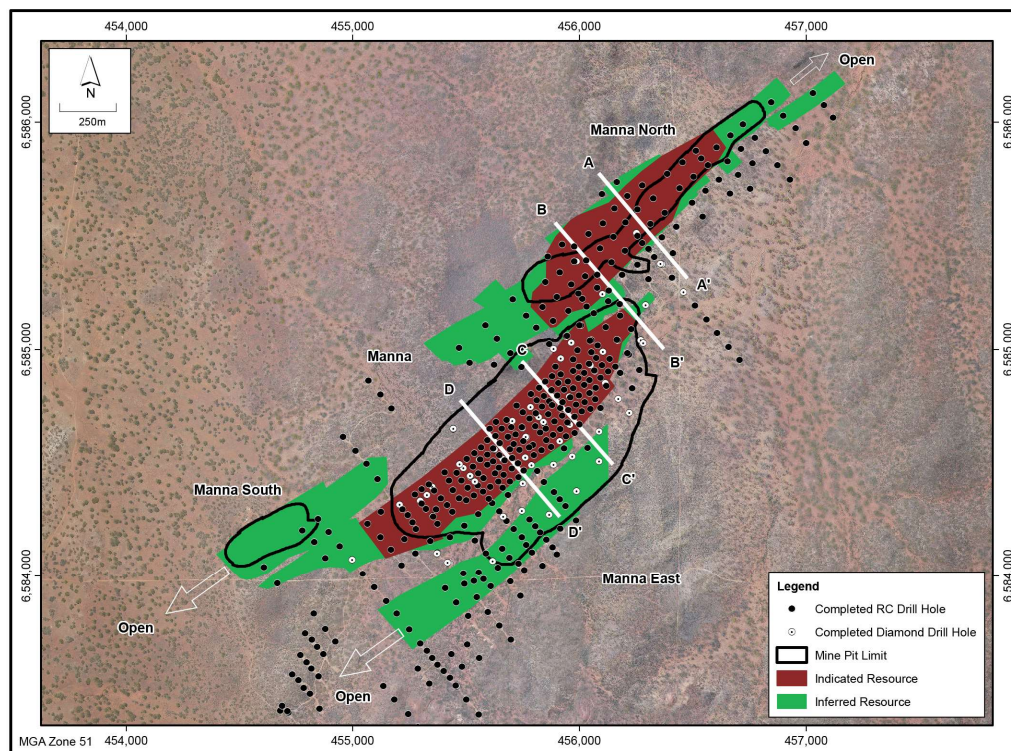 454,000
455,000
456,000
457,000
N
250m
Open
6,586,000
6,586,000
Manna North
A
B
A'
B'
6,585,000
6,585,000
Manna
C
D
C'
D'
Manna South
6,584,000
6,584,000
Manna East
Open
Open
Legend
Completed RC Drill Hole
Completed Diamond Drill Hole
Mine Pit Limit
Indicated Resource
Inferred Resource
MGA Zone 51
454,000
455,000
456,000
457,000